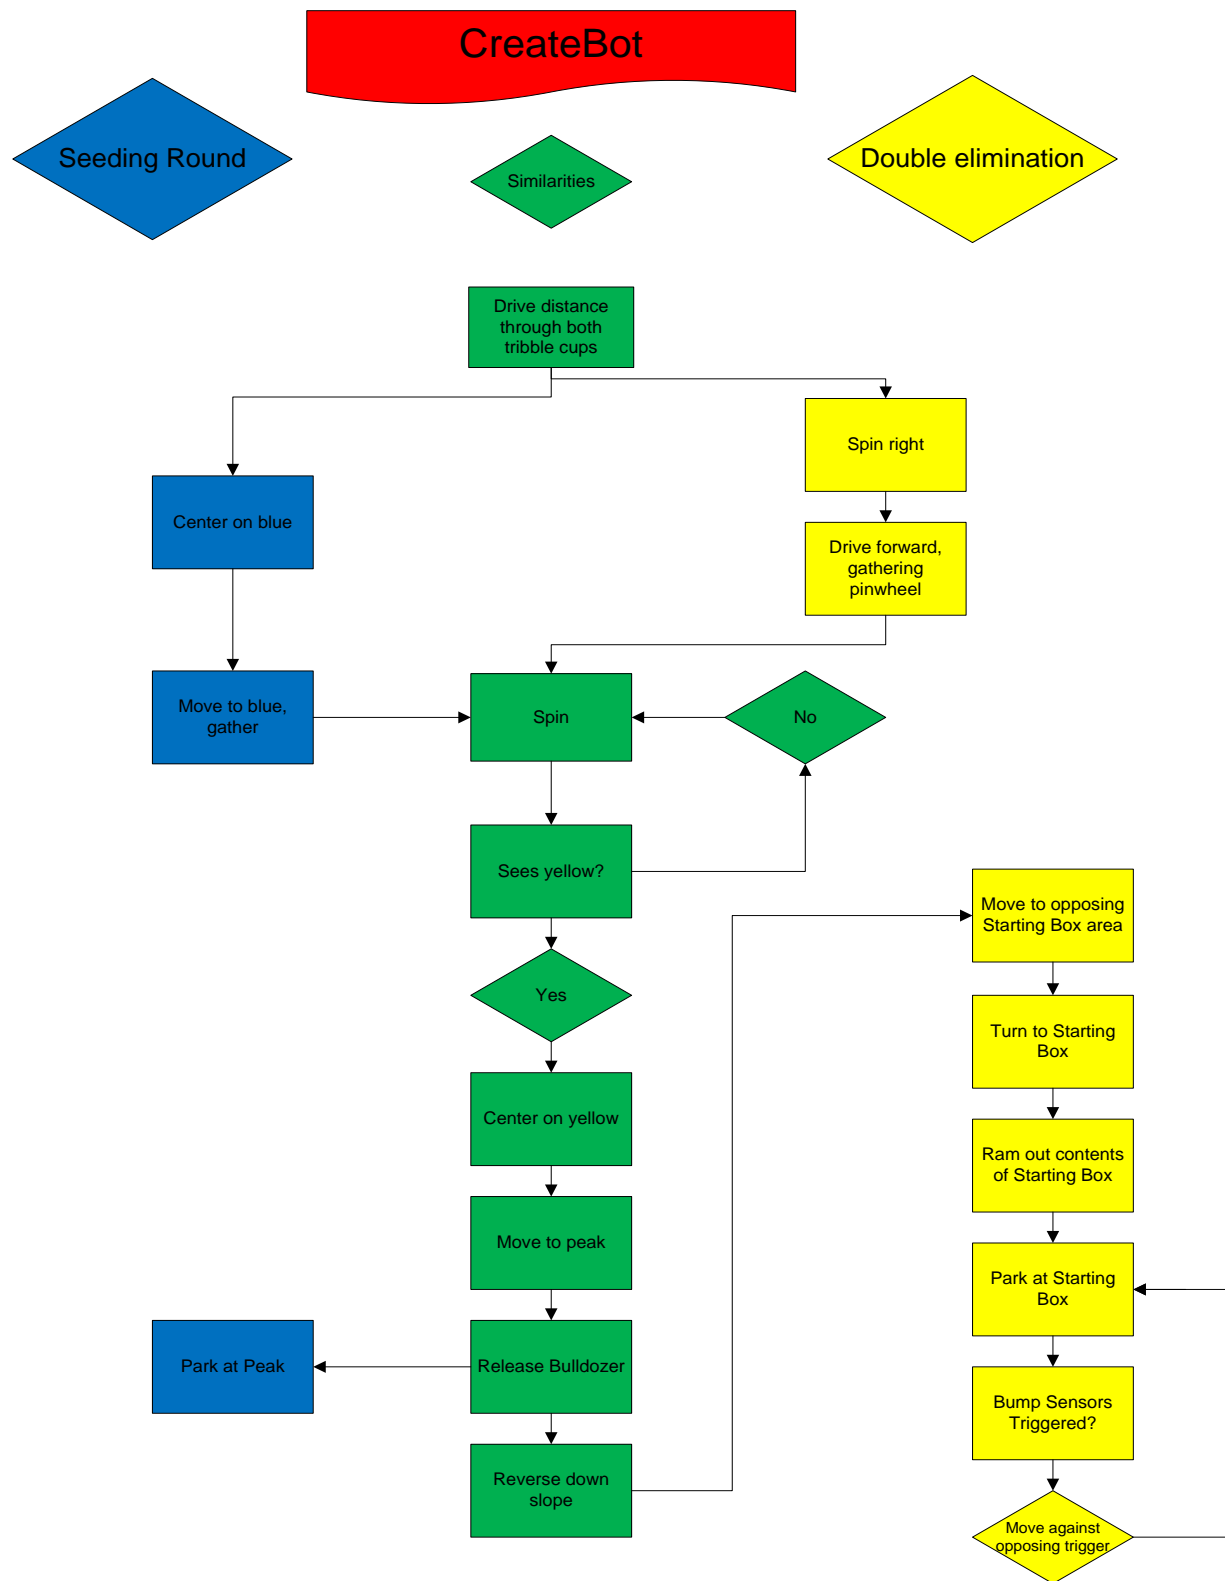 CreateBot
Seeding Round
Similarities
Double elimination
Drive distance
through both
tribble cups
Spin right
Center on blue
Drive forward,
gathering
pinwheel
Move to blue,
gather
Spin
No
Sees yellow?
Move to opposing
Starting Box area
Yes
Turn to Starting
Box
Center on yellow
Ram out contents
of Starting Box
Move to peak
Park at Starting
Box
Park at Peak
Release Bulldozer
Bump Sensors
Triggered?
Reverse down
slope
Move against
opposing trigger